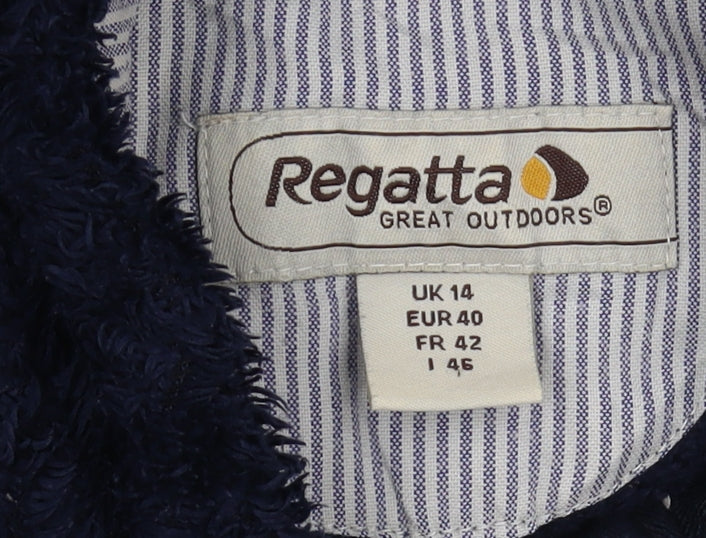 Regatta
GREAT OUTDOORS®
UK 14
EUR 40
FR 42
I 46